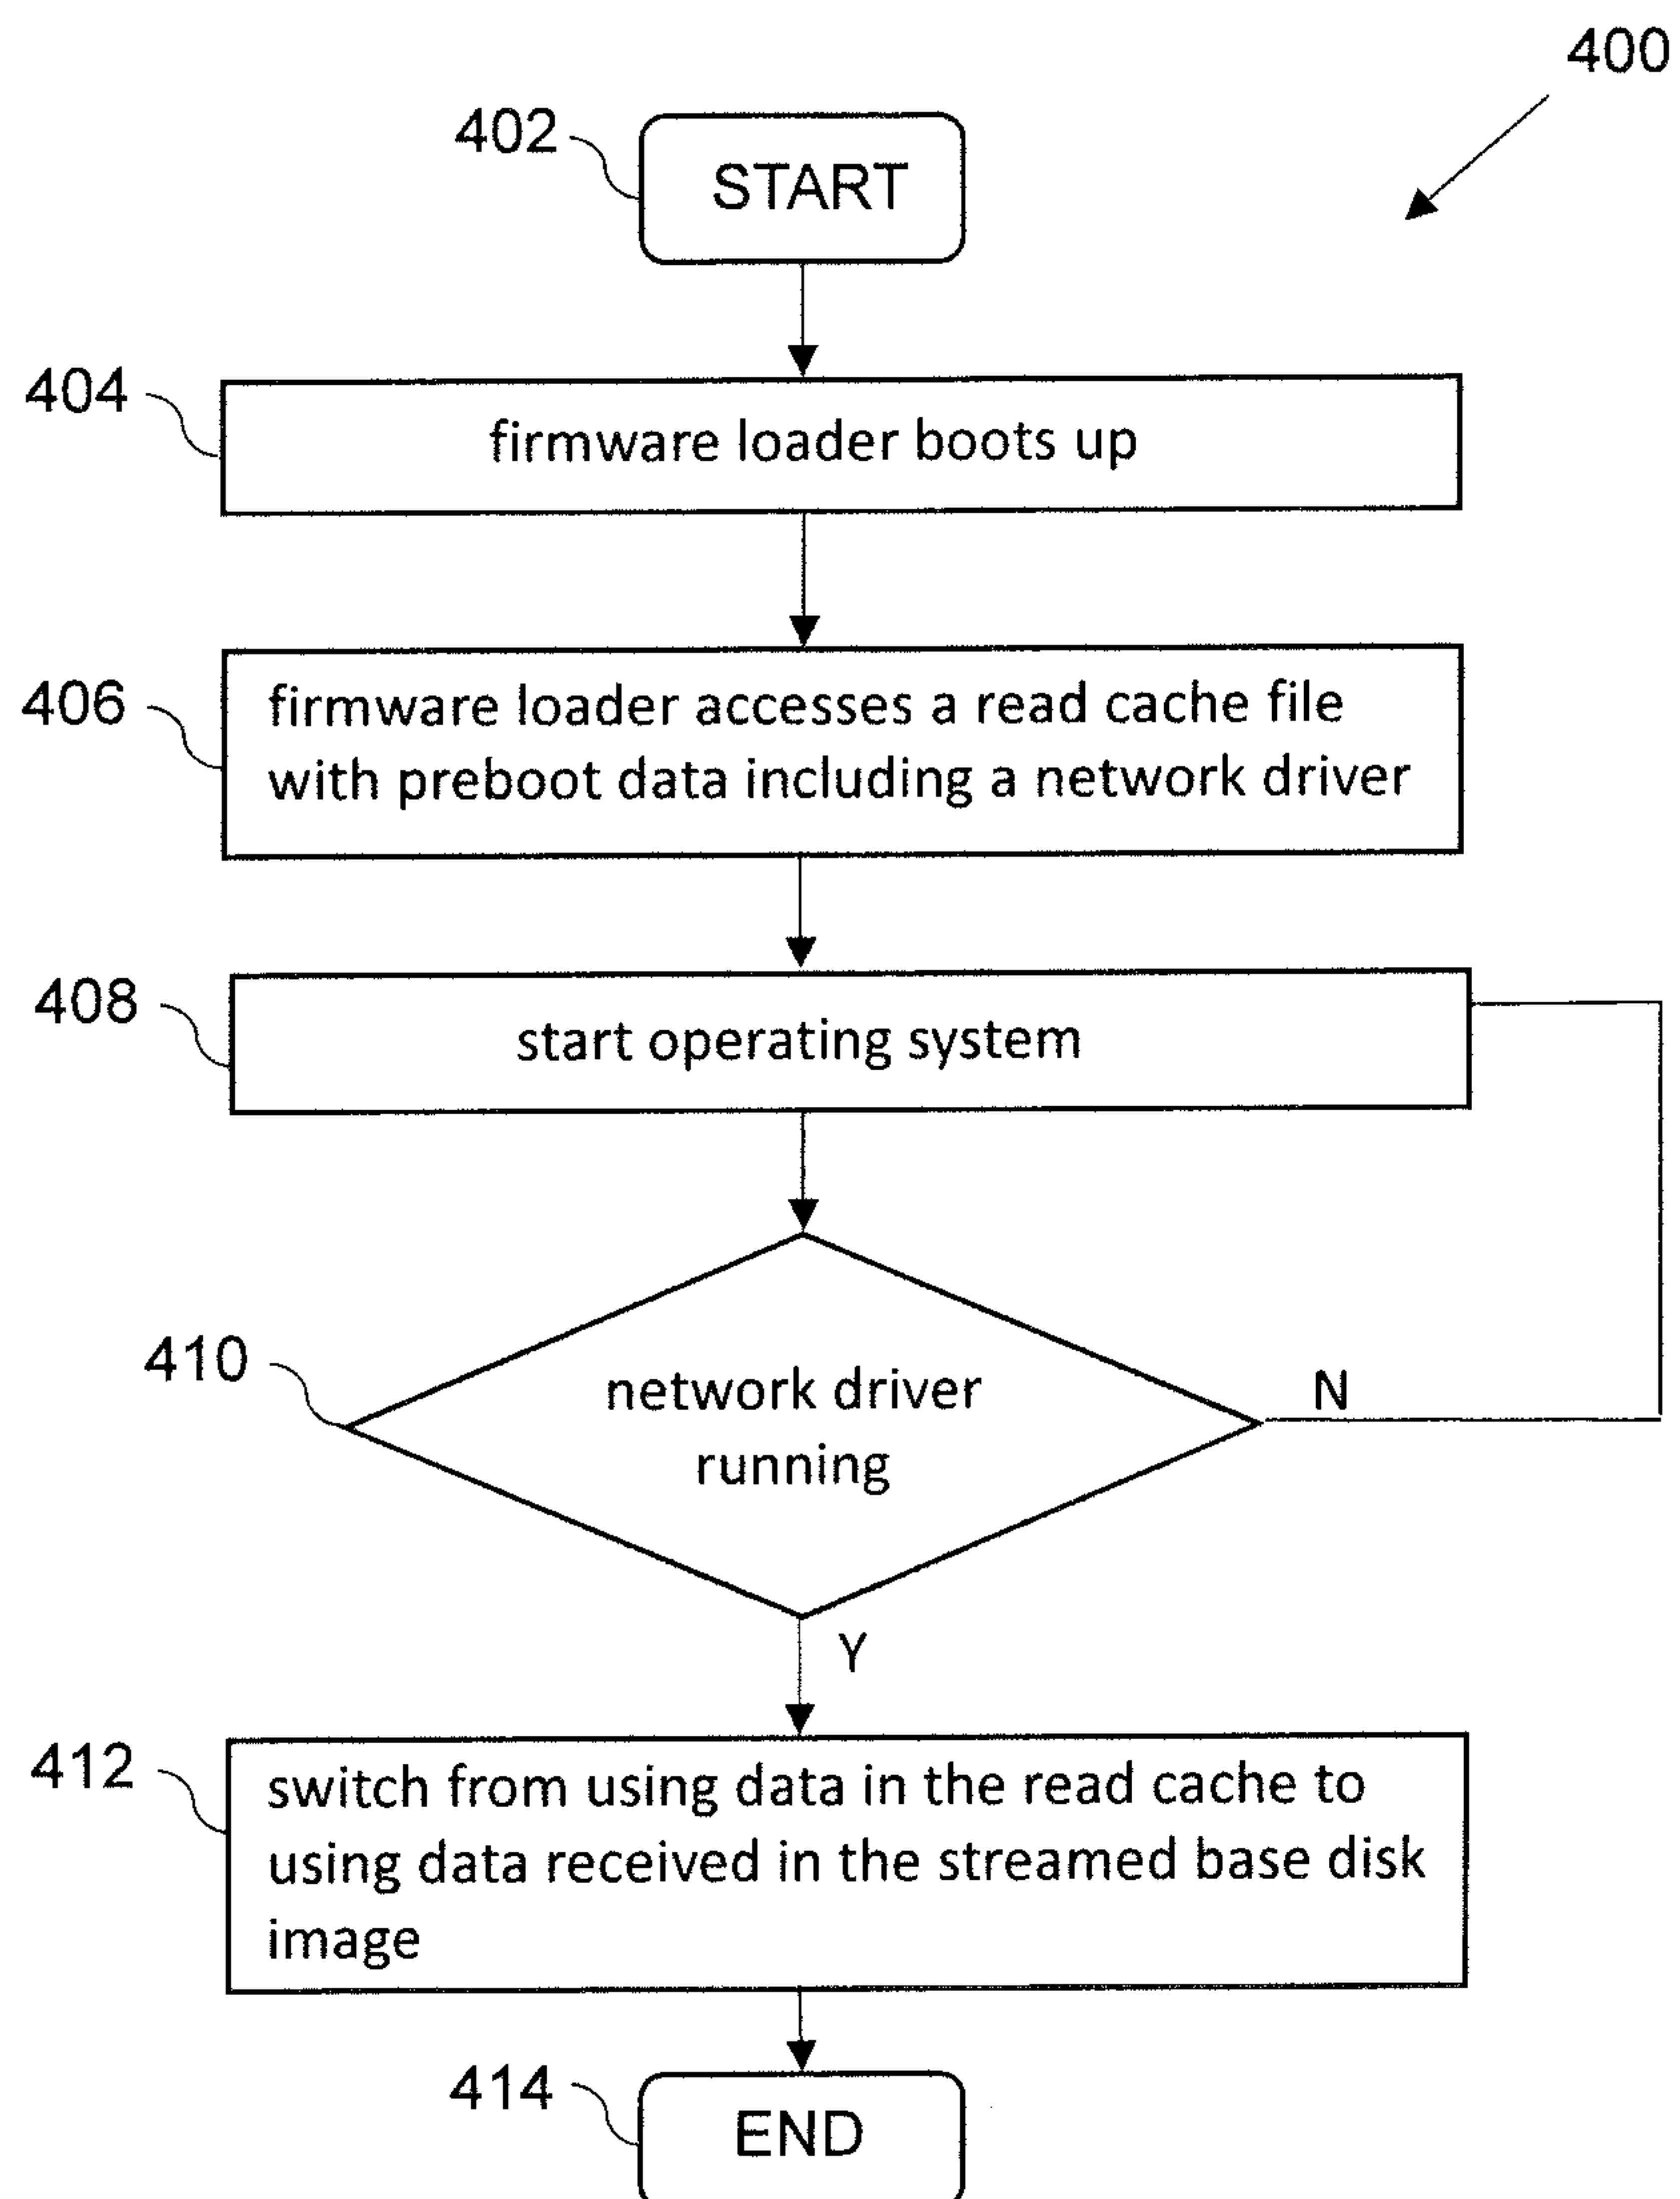 400
402
START
404
firmware loader boots up
406
firmware loader accesses a read cache file
with preboot data including a network driver
408
start operating system
410
network driver
running
N
Y
412
switch from using data in the read cache to
using data received in the streamed base disk
image
414
END